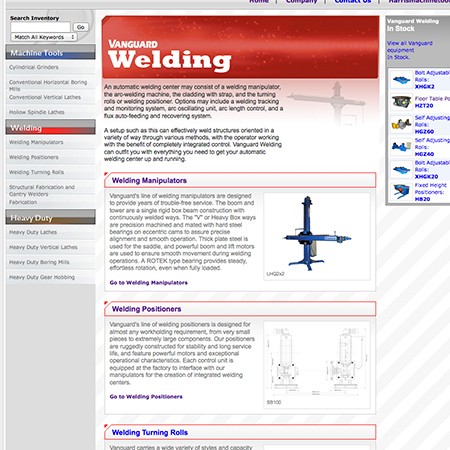 Home | Company | Contact Us | Harrismachinetoo
Search Inventory
Go
Match All Keywords
Machine Tools
Cylindrical Grinders
Conventional Horizontal Boring
Mills
Conventional Vertical Lathes
Hollow Spindle Lathes
Welding
Welding Manipulators
Welding Positioners
Welding Turning Rolls
Structural Fabrication and
Gantry Welders
Fabrication
Heavy Duty
Heavy Duty Lathes
Heavy Duty Vertical Lathes
Heavy Duty Boring Mills
Heavy Duty Gear Hobbing
VANGUARD
Welding
An automatic welding center may consist of a welding manipulator,
the arc-welding machine, the cladding with strap, and the turning
rolls or welding positioner. Options may include a welding tracking
and monitoring system, arc oscillating unit, arc length control, and a
flux auto-feeding and recovering system.
A setup such as this can effectively weld structures oriented in a
variety of way through various methods, with the operator working
with the benefit of completely integrated control. Vanguard Welding
can outfit you with everything you need to get your automatic
welding center up and running.
Welding Manipulators
Vanguard's line of welding manipulators are designed
to provide years of trouble-free service. The boom and
tower are a single rigid box beam construction with
continuously welded ways. The "V" or Heavy Box ways
are precision machined and mated with hard steel
bearings on eccentric cams to assure precise
alignment and smooth operation. Thick plate steel is
used for the saddle, and powerful boom and lift motors
are used to ensure smooth movement during welding
operations. A ROTEK type bearing provides steady,
effortless rotation, even when fully loaded.
Go to Welding Manipulators
LHQ2x2
Welding Positioners
Vanguard's line of welding positioners is designed for
almost any workholding requirement, from very small
pieces to extremely large components. Our positioners
are ruggedly constructed for stability and long service
life, and feature powerful motors and exceptional
operational characteristics. Each control unit is
equipped at the factory to interface with our
manipulators for the creation of integrated welding
centers.
Go to Welding Positioners
SB100
Welding Turning Rolls
Vanguard carries a wide variety of styles and capacity
Vanguard Welding
In Stock
View all Vanguard
equipment
In Stock.
Bolt Adjustab
Rolls:
XHGK2
Floor Table Po
HZT20
Self Adjusting
Rolls:
HGZ60
Self Adjusting
Rolls:
HGZ40
Bolt Adjustab
Rolls:
XHGK20
Fixed Height
Positioners:
HB20